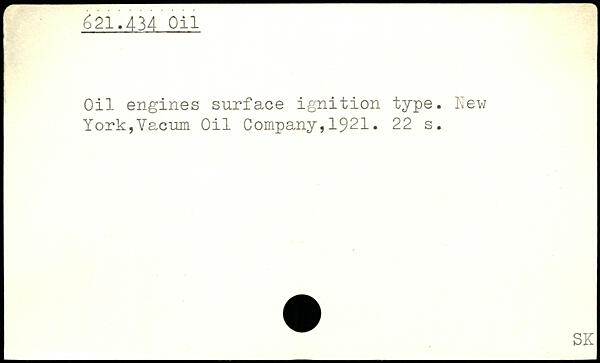 621.434 Oil
Oil engines surface ignition type. New
York,Vacum Oil Company,1921. 22 s.
SK